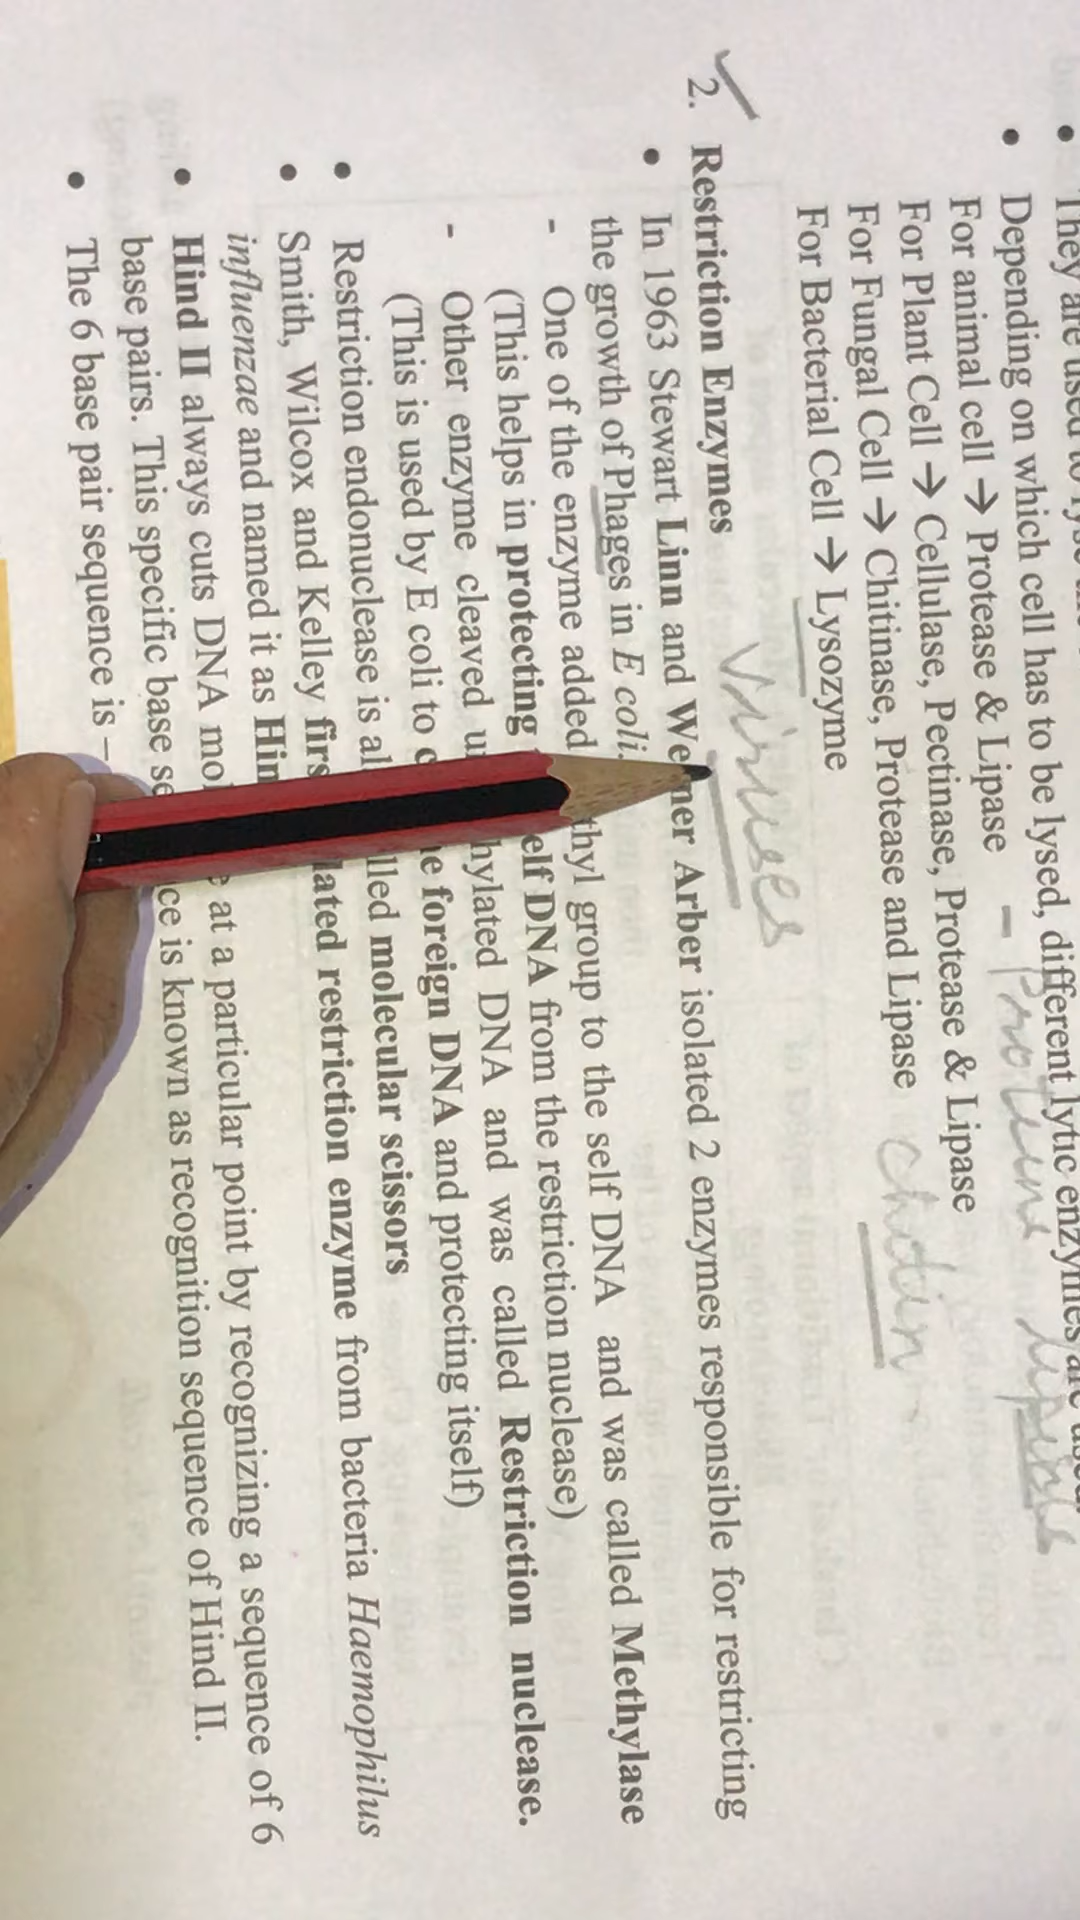 They are used to lyse
Depending on which cell has to be lysed, different lytic enzymes are used
For animal cell → Protease & Lipase – Proteins Lipids
For Plant Cell → Cellulase, Pectinase, Protease & Lipase
For Fungal Cell → Chitinase, Protease and Lipase chitin
For Bacterial Cell → Lysozyme
Viruses
2. Restriction Enzymes
In 1963 Stewart Linn and Werner Arber isolated 2 enzymes responsible for restricting
the growth of Phages in E coli.
- One of the enzyme added thyl group to the self DNA and was called Methylase
(This helps in protecting elf DNA from the restriction nuclease)
- Other enzyme cleaved hylated DNA and was called Restriction nuclease.
(This is used by E coli to foreign DNA and protecting itself)
Restriction endonuclease is called molecular scissors
Smith, Wilcox and Kelley first lated restriction enzyme from bacteria Haemophilus
influenzae and named it as Hin
Hind II always cuts DNA mol at a particular point by recognizing a sequence of 6
base pairs. This specific base se ce is known as recognition sequence of Hind II.
The 6 base pair sequence is –